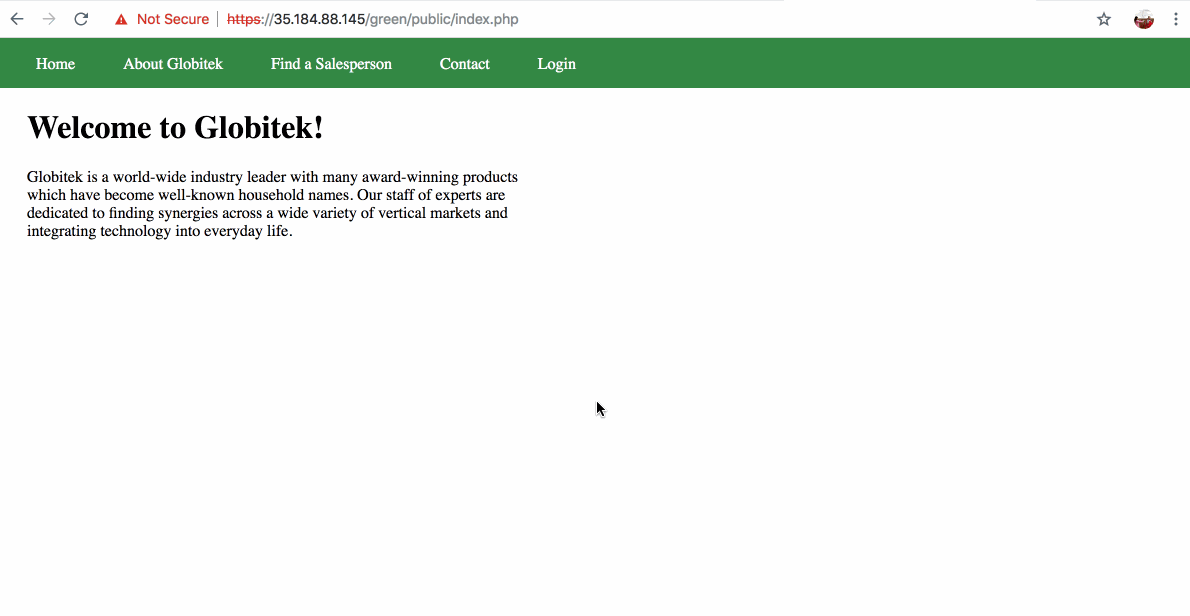 Not Secure | https://35.184.88.145/green/public/index.php
Home About Globitek Find a Salesperson Contact Login
Welcome to Globitek!
Globitek is a world-wide industry leader with many award-winning products
which have become well-known household names. Our staff of experts are
dedicated to finding synergies across a wide variety of vertical markets and
integrating technology into everyday life.